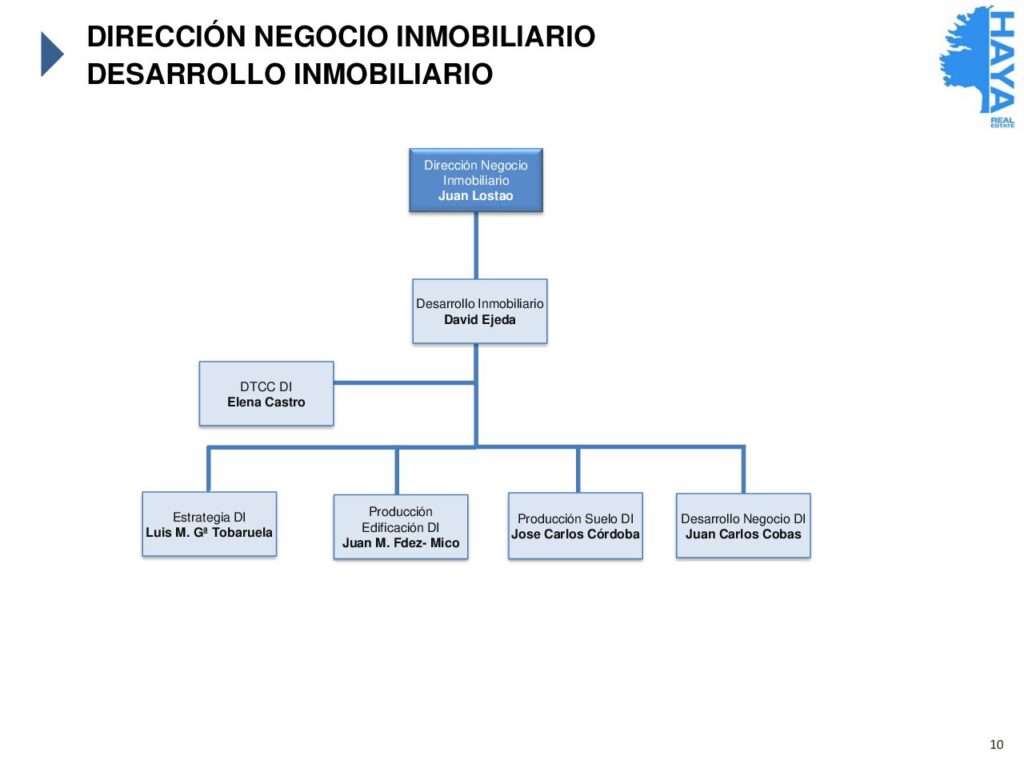 DIRECCIÓN NEGOCIO INMOBILIARIO
DESARROLLO INMOBILIARIO
HAYA
REAL
ESTATE
Dirección Negocio
Inmobiliario
Juan Lostao
Desarrollo Inmobiliario
David Ejeda
DTCC DI
Elena Castro
Estrategia DI
Luis M. Gª Tobaruela
Producción
Edificación DI
Juan M. Fdez- Mico
Producción Suelo DI
Jose Carlos Córdoba
Desarrollo Negocio DI
Juan Carlos Cobas
10